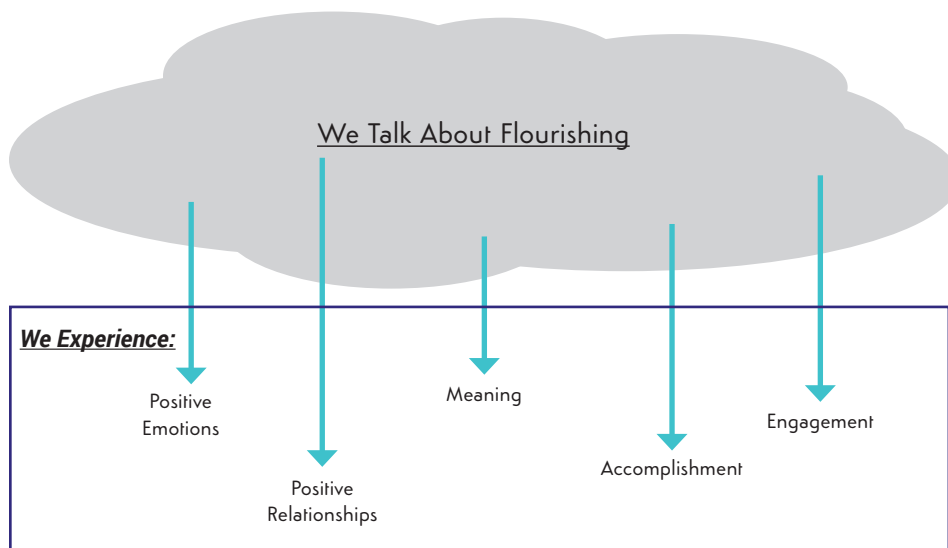 We Talk About Flourishing
We Experience:
Positive
Emotions
Positive
Relationships
Meaning
Accomplishment
Engagement